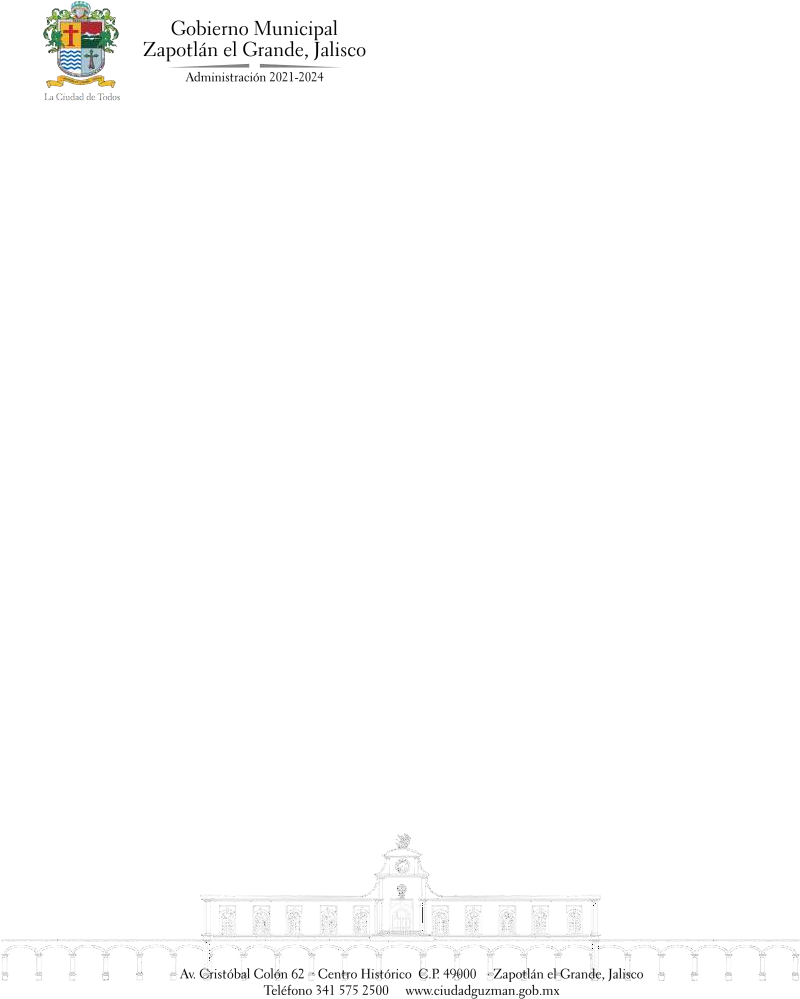 Gobierno Municipal
Zapotlán el Grande, Jalisco
Administración 2021-2024
La Ciudad de Todos
Av. Cristóbal Colón 62 · Centro Histórico C.P. 49000 · Zapotlán el Grande, Jalisco
Teléfono 341 575 2500 www.ciudadguzman.gob.mx